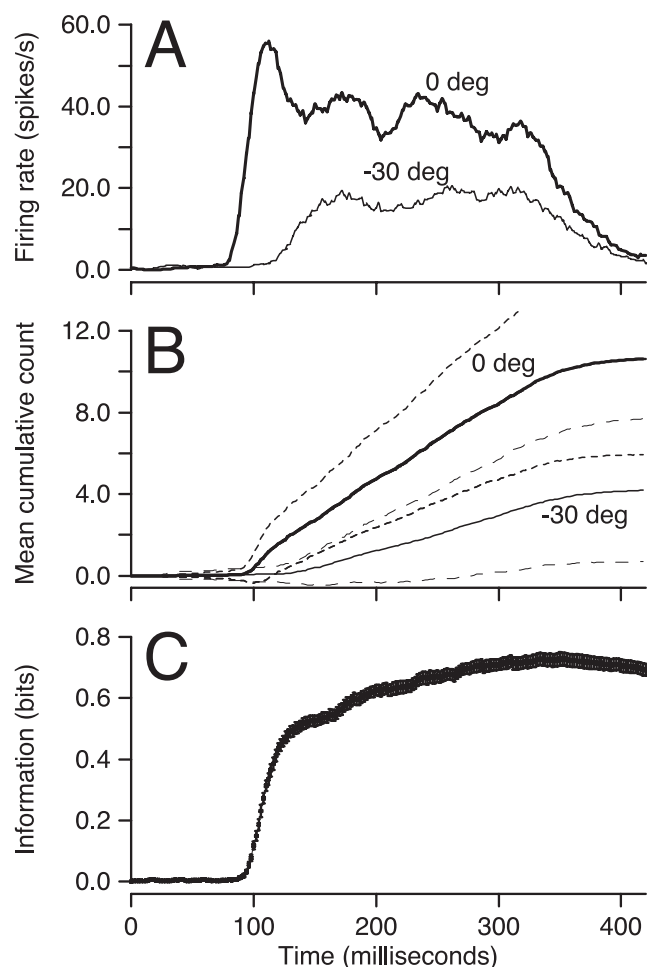 A
Firing rate (spikes/s)
60.0
40.0
20.0
0.0
0 deg
-30 deg
B
Mean cumulative count
12.0
8.0
4.0
0.0
0 deg
-30 deg
C
Information (bits)
0.8
0.6
0.4
0.2
0.0
0
100
200
300
400
Time (milliseconds)